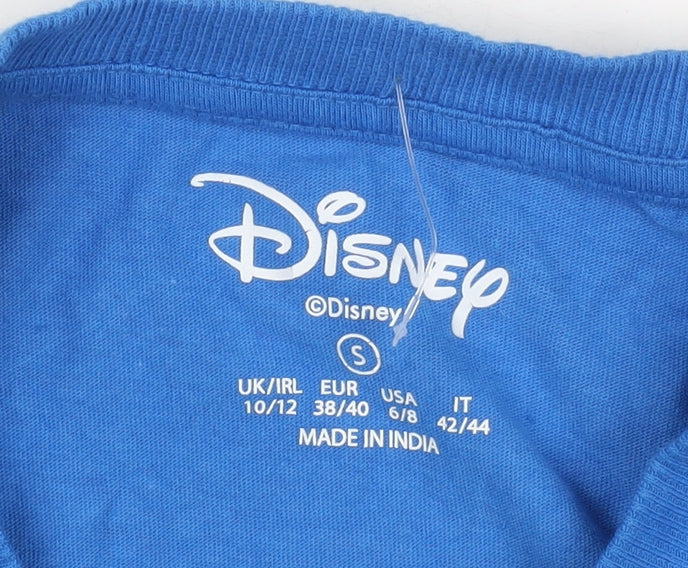 Disney
©Disney
S
UK/IRL EUR USA IT
10/12 38/40 6/8 42/44
MADE IN INDIA